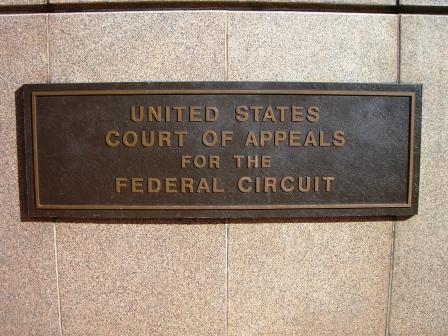 UNITED STATES
COURT OF APPEALS
FOR THE
FEDERAL CIRCUIT